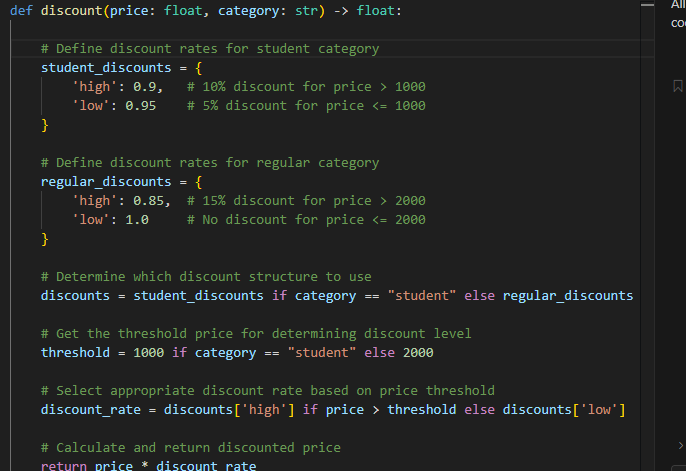 def discount(price: float, category: str) -> float:
    # Define discount rates for student category
    student_discounts = {
        'high': 0.9,   # 10% discount for price > 1000
        'low': 0.95    # 5% discount for price <= 1000
    }
    # Define discount rates for regular category
    regular_discounts = {
        'high': 0.85,  # 15% discount for price > 2000
        'low': 1.0     # No discount for price <= 2000
    }
    # Determine which discount structure to use
    discounts = student_discounts if category == "student" else regular_discounts
    # Get the threshold price for determining discount level
    threshold = 1000 if category == "student" else 2000
    # Select appropriate discount rate based on price threshold
    discount_rate = discounts['high'] if price > threshold else discounts['low']
    # Calculate and return discounted price
    return price * discount_rate